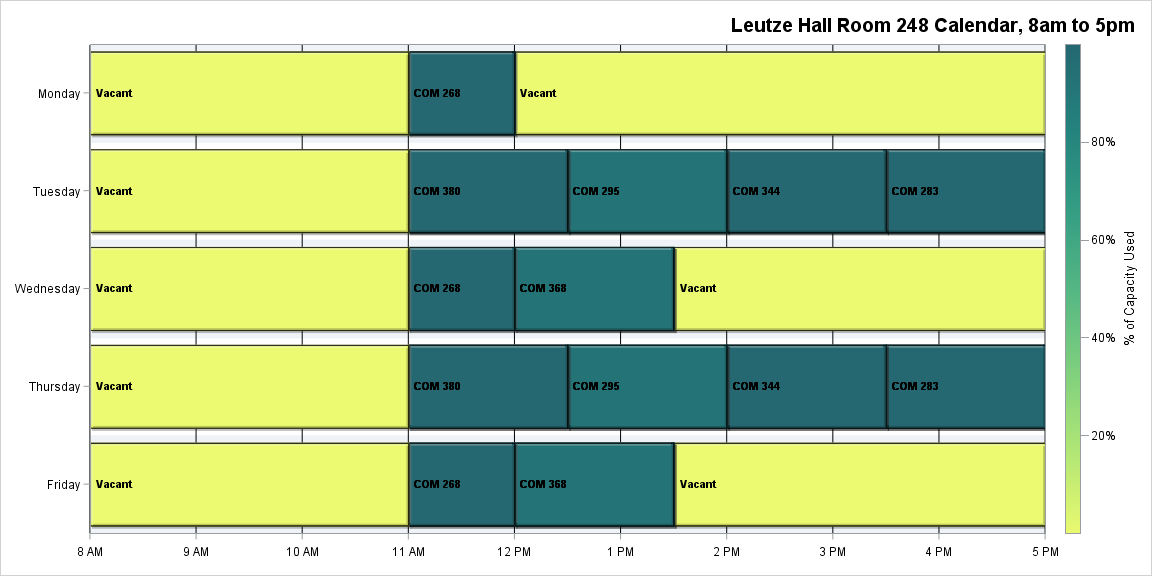 Leutze Hall Room 248 Calendar, 8am to 5pm
Monday
Vacant
COM 268
Vacant
Tuesday
Vacant
COM 380
COM 295
COM 344
COM 283
Wednesday
Vacant
COM 268
COM 368
Vacant
Thursday
Vacant
COM 380
COM 295
COM 344
COM 283
Friday
Vacant
COM 268
COM 368
Vacant
8 AM
9 AM
10 AM
11 AM
12 PM
1 PM
2 PM
3 PM
4 PM
5 PM
80%
60%
40%
20%
% of Capacity Used